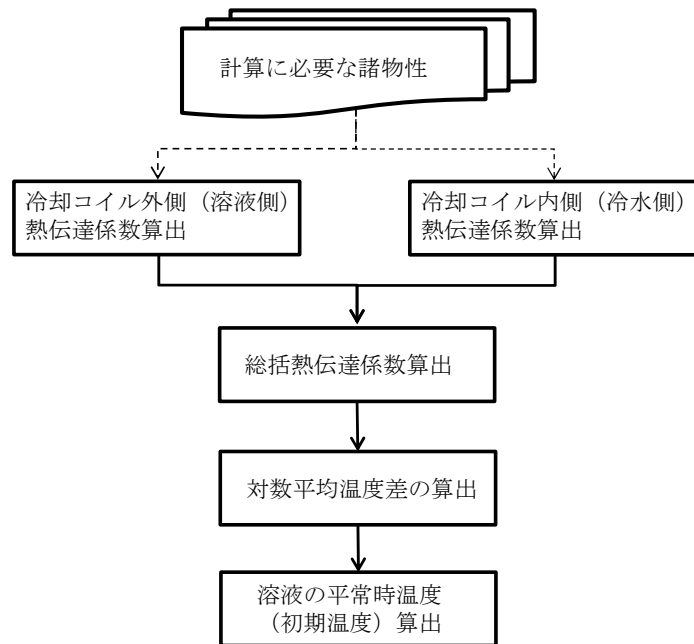 計算に必要な諸物性
冷却コイル外側（溶液側）
熱伝達係数算出
冷却コイル内側（冷水側）
熱伝達係数算出
総括熱伝達係数算出
対数平均温度差の算出
溶液の平常時温度
（初期温度）算出